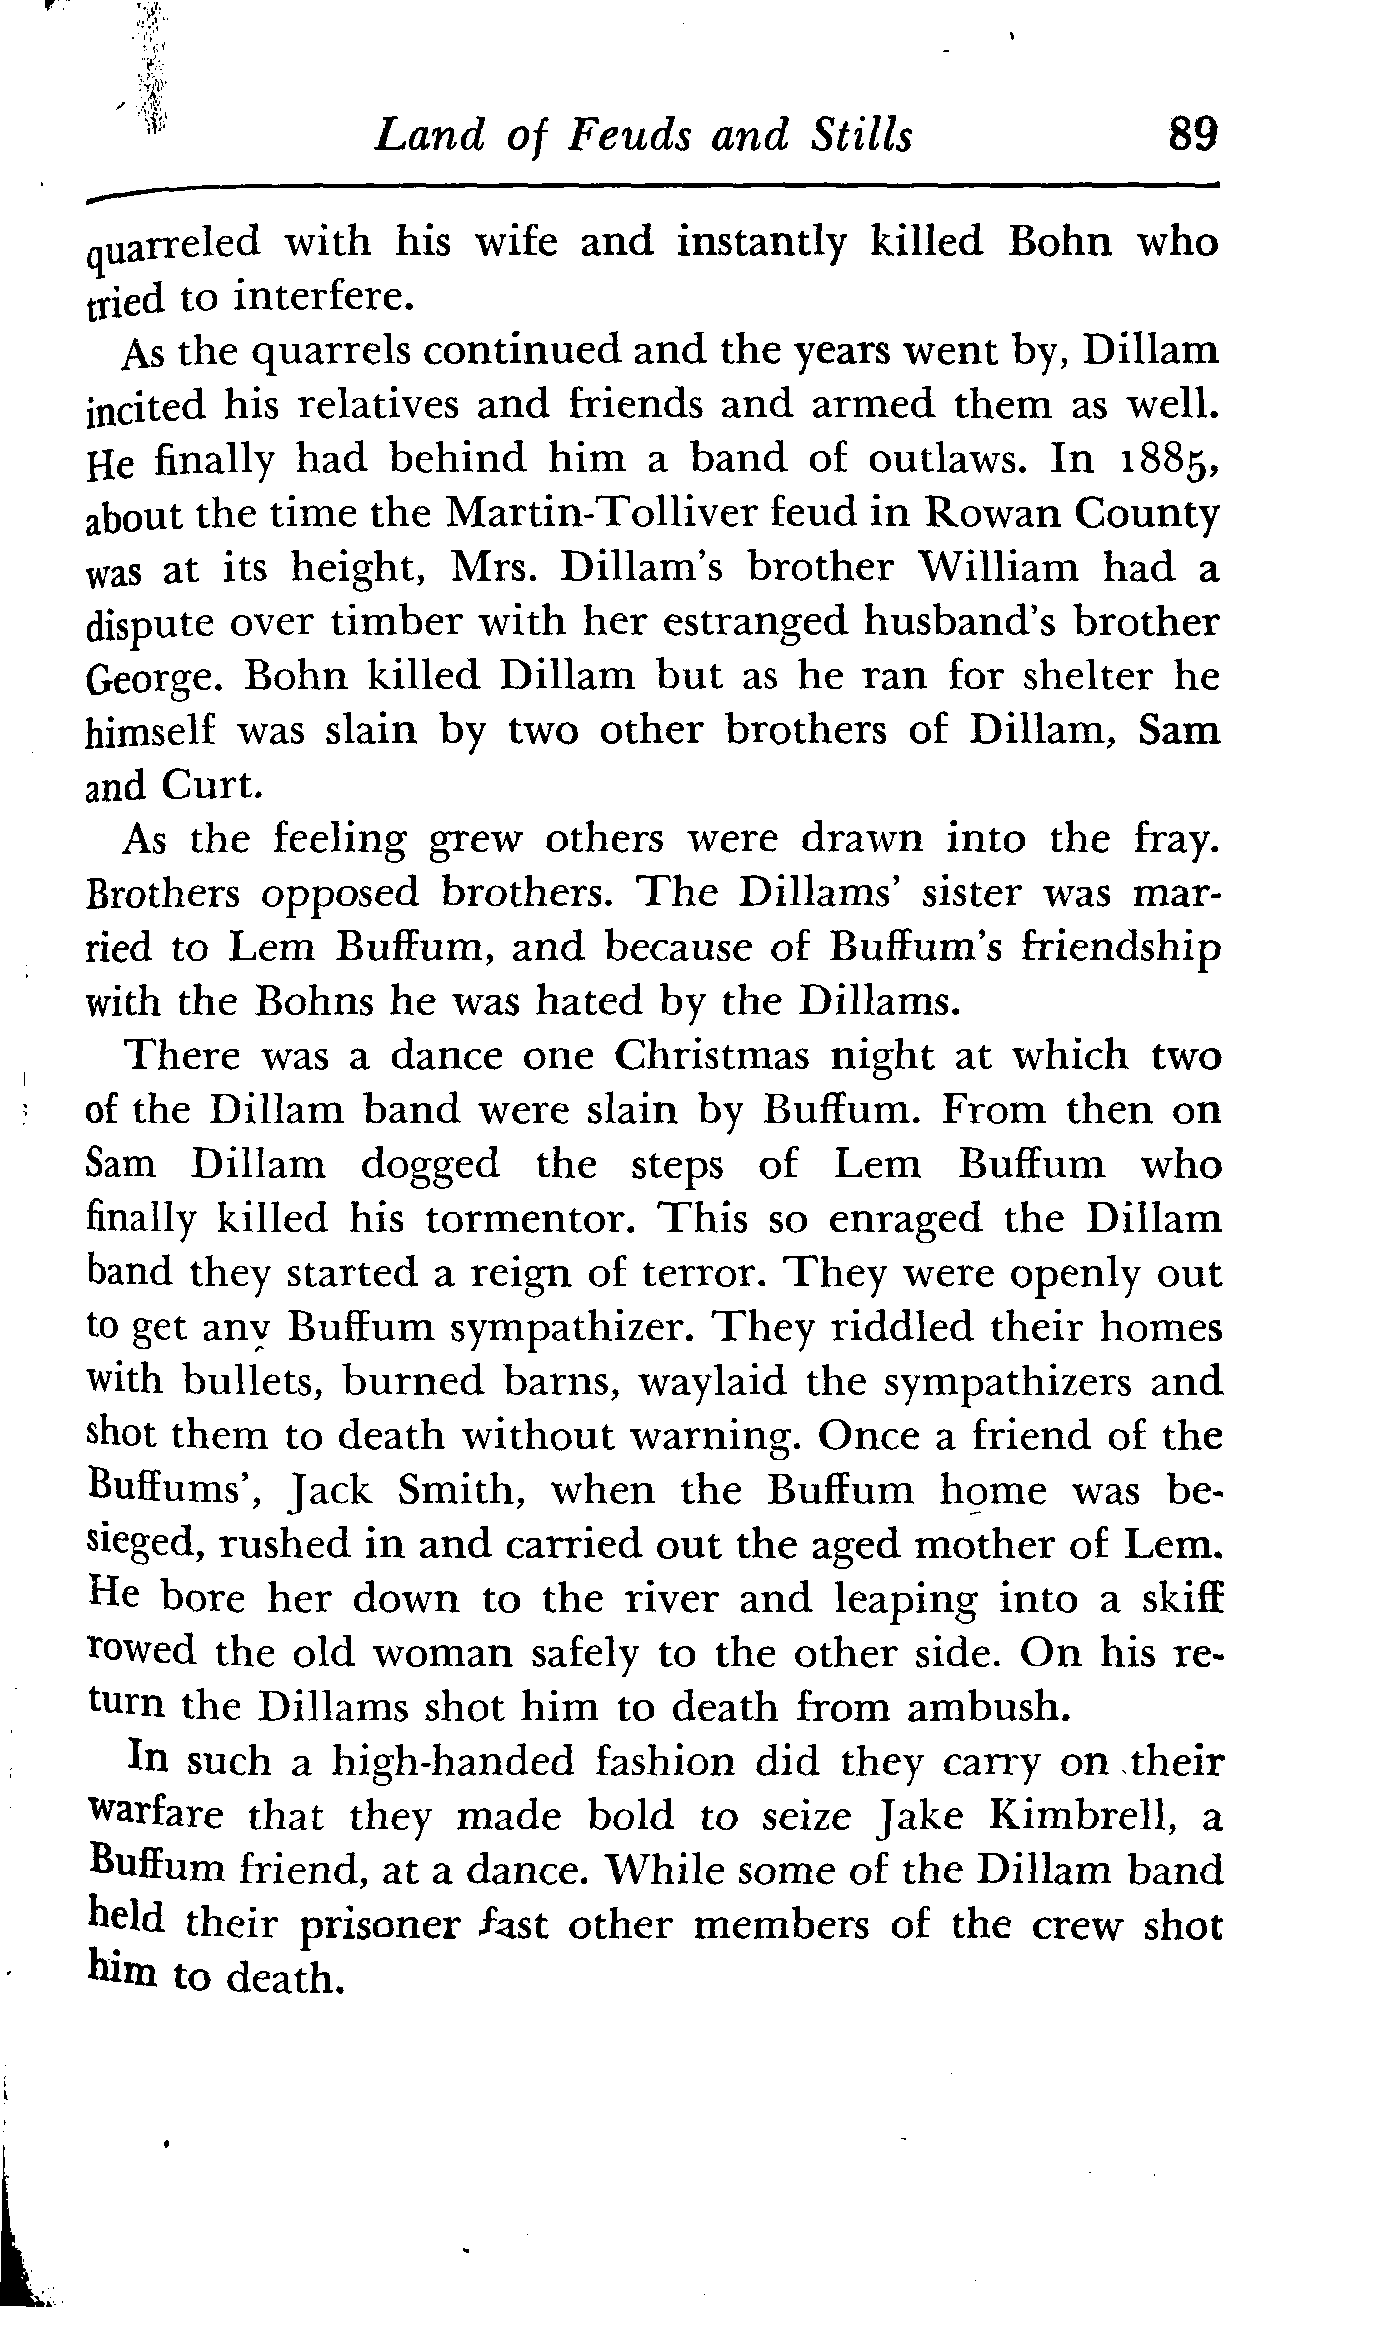 Land of Feuds and Stills 89
quarreled with his wife and instantly killed Bohn who
tried to interfere.
As the quarrels continued and the years went by, Dillam
incited his relatives and friends and armed them as well.
He finally had behind him a band of outlaws. In 1885,
about the time the Martin-Tolliver feud in Rowan County
was at its height, Mrs. Dillam's brother William had a
dispute over timber with her estranged husband's brother
George. Bohn killed Dillam but as he ran for shelter he
himself was slain by two other brothers of Dillam, Sam
and Curt.
As the feeling grew others were drawn into the fray.
Brothers opposed brothers. The Dillams' sister was mar-
ried to Lem Buffum, and because of Buffum's friendship
with the Bohns he was hated by the Dillams.
There was a dance one Christmas night at which two
of the Dillam band were slain by Buffum. From then on
Sam Dillam dogged the steps of Lem Buffum who
finally killed his tormentor. This so enraged the Dillam
band they started a reign of terror. They were openly out
to get any Buffum sympathizer. They riddled their homes
with bullets, burned barns, waylaid the sympathizers and
shot them to death without warning. Once a friend of the
Buffums', Jack Smith, when the Buffum home was be-
sieged, rushed in and carried out the aged mother of Lem.
He bore her down to the river and leaping into a skiff
rowed the old woman safely to the other side. On his re-
turn the Dillams shot him to death from ambush.
In such a high-handed fashion did they carry on their
warfare that they made bold to seize Jake Kimbrell, a
Buffum friend, at a dance. While some of the Dillam band
held their prisoner fast other members of the crew shot
him to death.